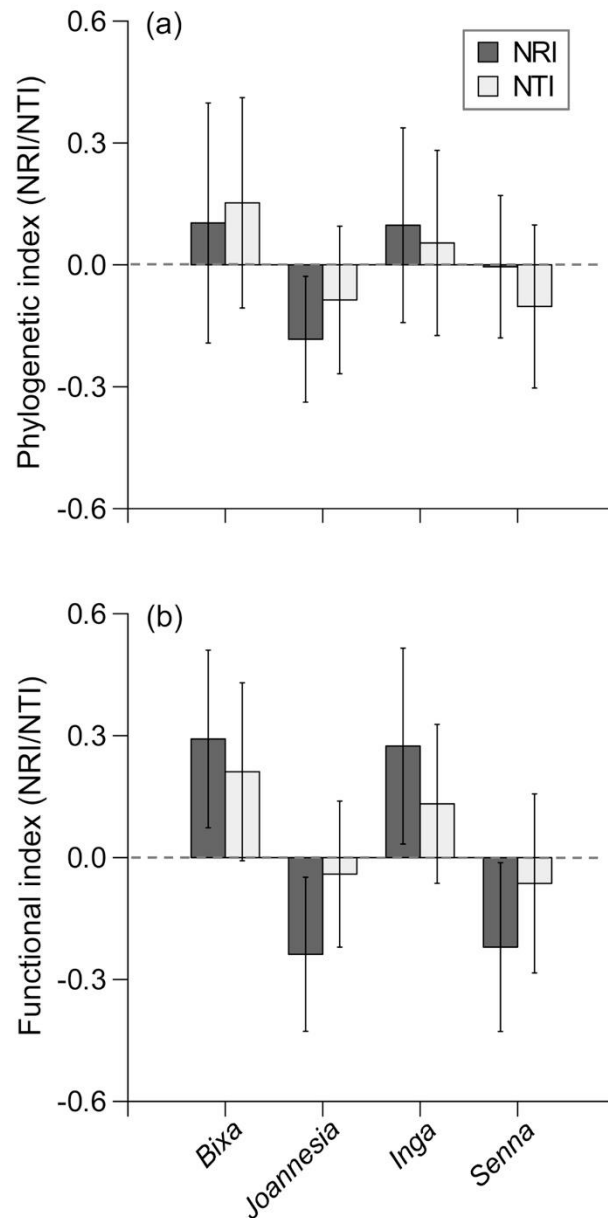 (a)
NRI
NTI
Phylogenetic index (NRI/NTI)
0.6
0.3
0.0
-0.3
-0.6
(b)
Functional index (NRI/NTI)
0.6
0.3
0.0
-0.3
-0.6
Bixa
Joannesia
Inga
Senna